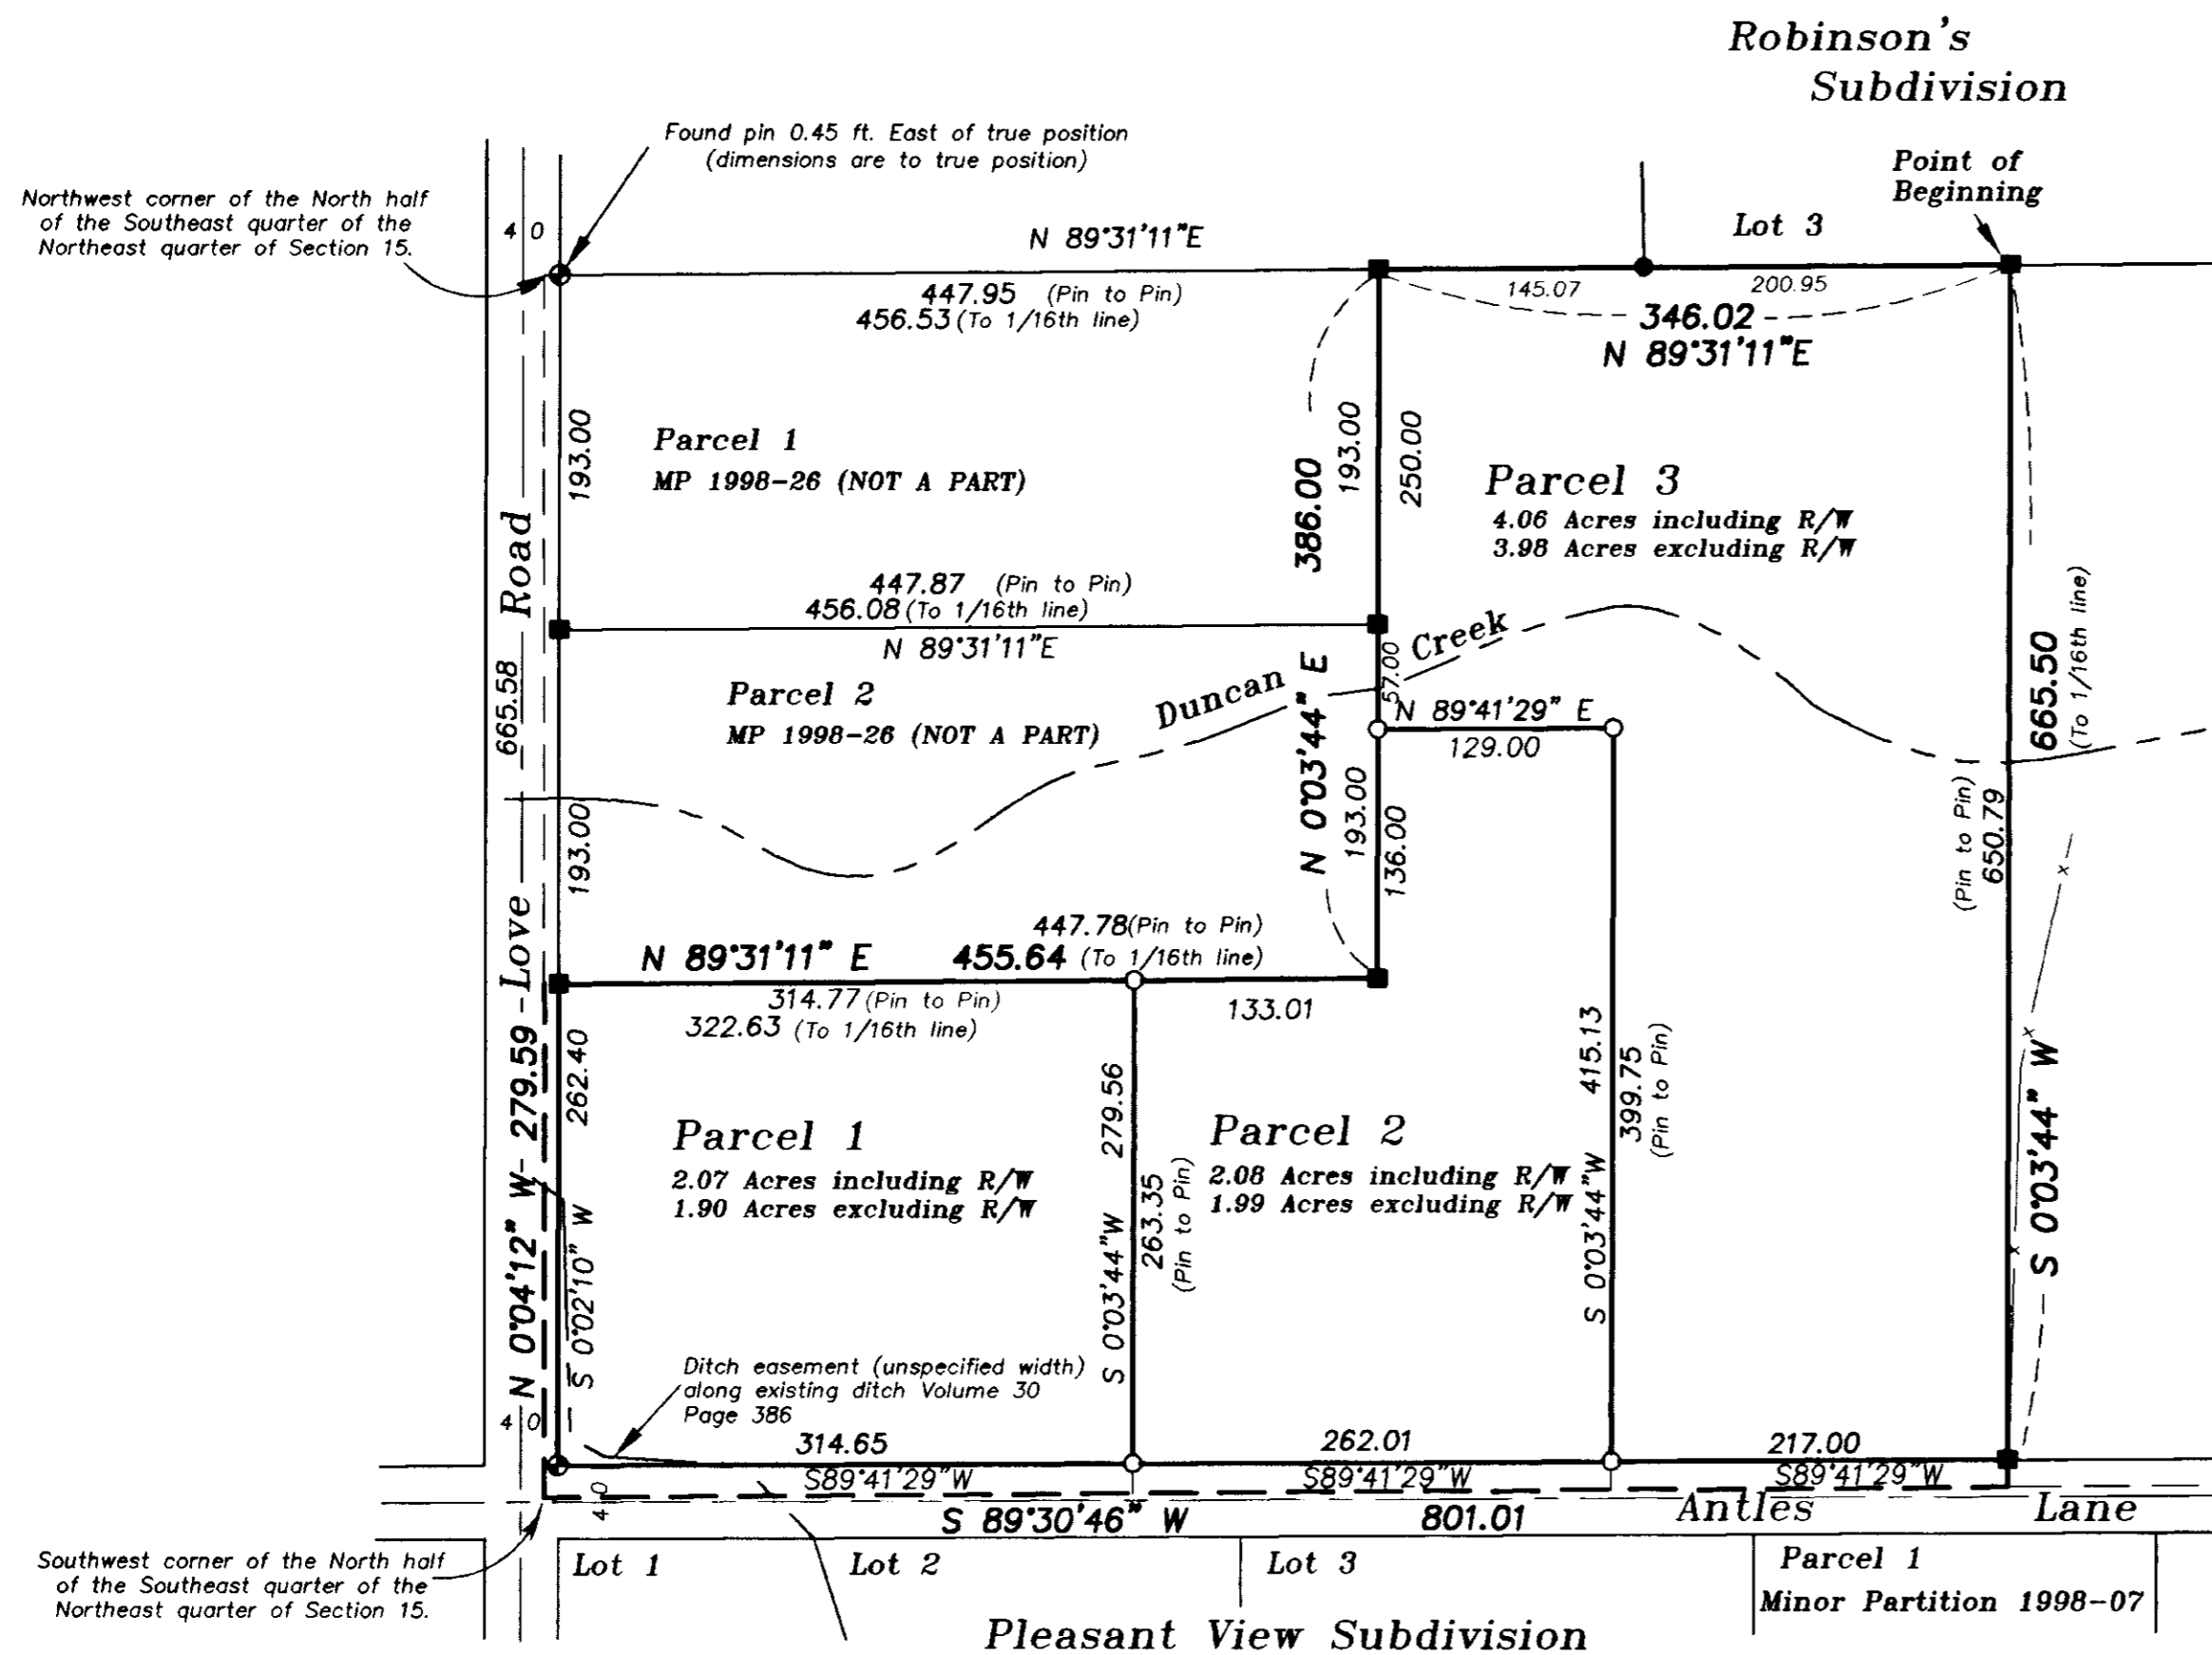 Robinson's
Subdivision
Found pin 0.45 ft. East of true position
(dimensions are to true position)
Point of
Beginning
Northwest corner of the North half
of the Southeast quarter of the
Northeast quarter of Section 15.
40
N 89°31'11"E
Lot 3
447.95 (Pin to Pin)
456.53 (To 1/16th line)
145.07
200.95
346.02
N 89°31'11"E
193.00
Parcel 1
MP 1998-26 (NOT A PART)
386.00
193.00
250.00
Parcel 3
4.06 Acres including R/W
3.98 Acres excluding R/W
Road
447.87 (Pin to Pin)
456.08 (To 1/16th line)
N 89°31'11"E
665.58
Parcel 2
MP 1998-26 (NOT A PART)
Duncan Creek
57.00
N 0°03'44" E
N 89°41'29" E
129.00
665.50
(To 1/16th line)
(Pin to Pin)
650.79
193.00
193.00
136.00
Love
447.78 (Pin to Pin)
N 89°31'11" E 455.64 (To 1/16th line)
314.77 (Pin to Pin)
322.63 (To 1/16th line)
133.01
N 0°04'12" W 279.59
262.40
S 0°02'10" W
Parcel 1
2.07 Acres including R/W
1.90 Acres excluding R/W
S 0°03'44"W 279.56
263.35
(Pin to Pin)
Parcel 2
2.08 Acres including R/W
1.99 Acres excluding R/W
S 0°03'44"W 415.13
399.75
(Pin to Pin)
S 0°03'44" W
Ditch easement (unspecified width)
along existing ditch Volume 30
Page 386
40
314.65
262.01
217.00
S89°41'29"W
S89°41'29"W
S89°41'29"W
40
S 89°30'46" W
801.01
Antles Lane
Southwest corner of the North half
of the Southeast quarter of the
Northeast quarter of Section 15.
Lot 1
Lot 2
Lot 3
Parcel 1
Minor Partition 1998-07
Pleasant View Subdivision